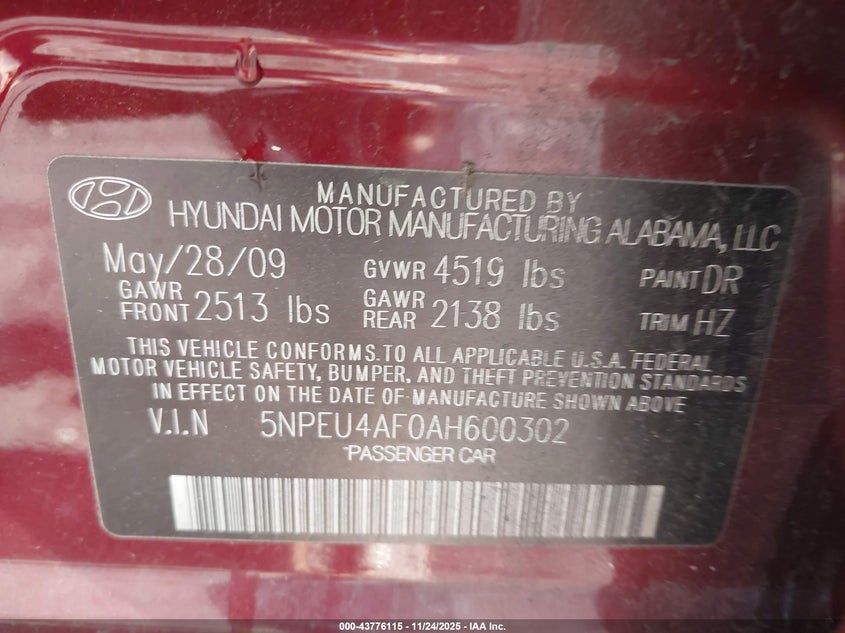 MANUFACTURED BY
HYUNDAI MOTOR MANUFACTURING ALABAMA, LLC
May/28/09 GVWR 4519 lbs PAINT DR
GAWR FRONT 2513 lbs GAWR REAR 2138 lbs TRIM HZ
THIS VEHICLE CONFORMS TO ALL APPLICABLE U.S.A. FEDERAL
MOTOR VEHICLE SAFETY, BUMPER, AND THEFT PREVENTION STANDARDS
IN EFFECT ON THE DATE OF MANUFACTURE SHOWN ABOVE
V.I.N 5NPEU4AF0AH600302
PASSENGER CAR
000-43776115 - 11/24/2025 - IAA Inc.